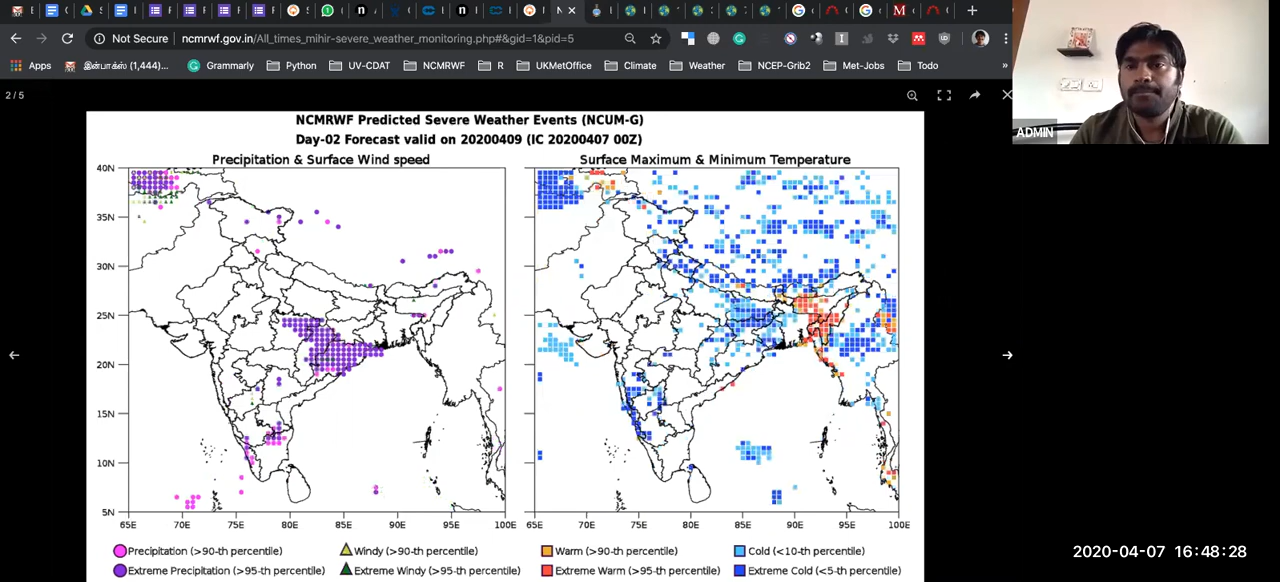 Not Secure
ncmrwf.gov.in/All_times_mihir-severe_weather_monitoring.php#&gid=1&pid=5
Apps
இன்பாக்ஸ் (1,444)...
Grammarly
Python
UV-CDAT
NCMRWF
R
UKMetOffice
Climate
Weather
NCEP-Grib2
Met-Jobs
Todo
»
2 / 5
ADMIN
NCMRWF Predicted Severe Weather Events (NCUM-G)
Day-02 Forecast valid on 20200409 (IC 20200407 00Z)
Precipitation & Surface Wind speed
Surface Maximum & Minimum Temperature
40N
35N
30N
25N
20N
15N
10N
5N
65E 70E 75E 80E 85E 90E 95E 100E
65E 70E 75E 80E 85E 90E 95E 100E
Precipitation (>90-th percentile)
Windy (>90-th percentile)
Warm (>90-th percentile)
Cold (<10-th percentile)
Extreme Precipitation (>95-th percentile)
Extreme Windy (>95-th percentile)
Extreme Warm (>95-th percentile)
Extreme Cold (<5-th percentile)
2020-04-07 16:48:28